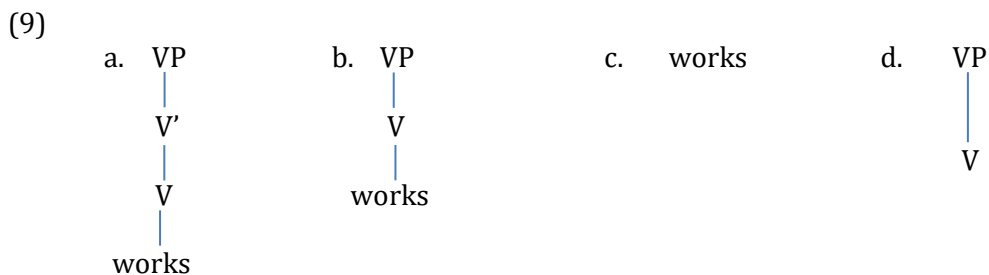 (9)
a. VP b. VP c. works d. VP
V’ V
V
V works
works